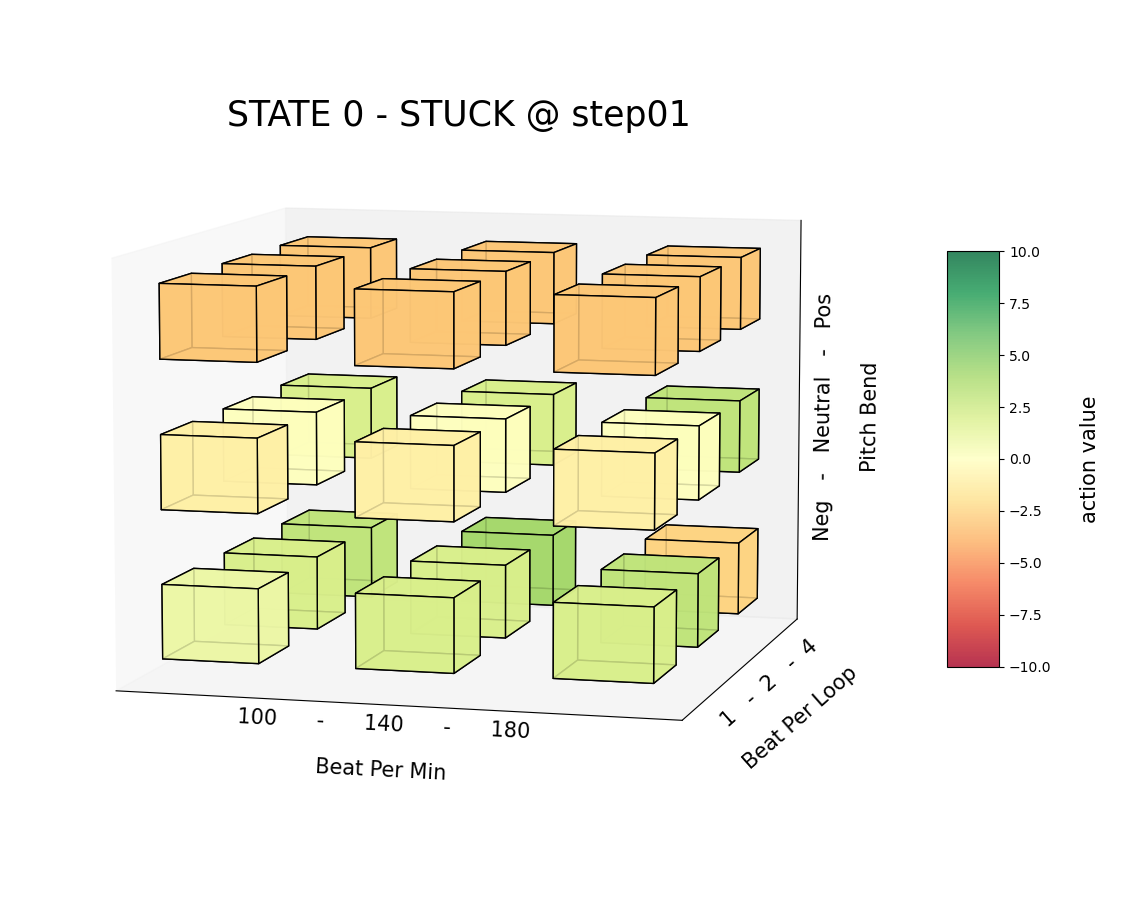 STATE 0 - STUCK @ step01
Neg - Neutral - Pos
Pitch Bend
100 - 140 - 180
Beat Per Min
1 - 2 - 4
Beat Per Loop
10.0
7.5
5.0
2.5
0.0
−2.5
−5.0
−7.5
−10.0
action value